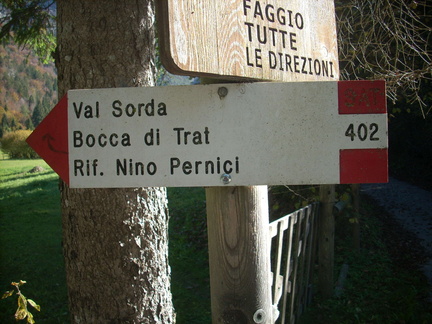 FAGGIO
TUTTE
LE DIREZIONI
Val Sorda
Bocca di Trat
Rif. Nino Pernici
402